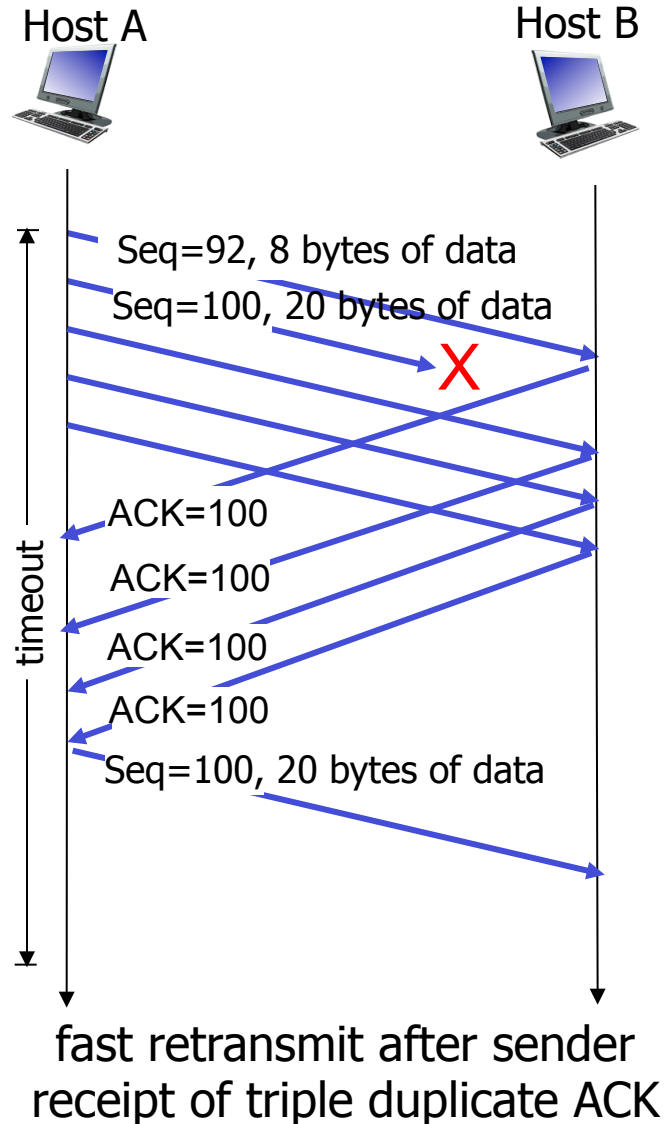 Host A
Host B
Seq=92, 8 bytes of data
Seq=100, 20 bytes of data
X
ACK=100
timeout
ACK=100
ACK=100
ACK=100
Seq=100, 20 bytes of data
fast retransmit after sender
receipt of triple duplicate ACK